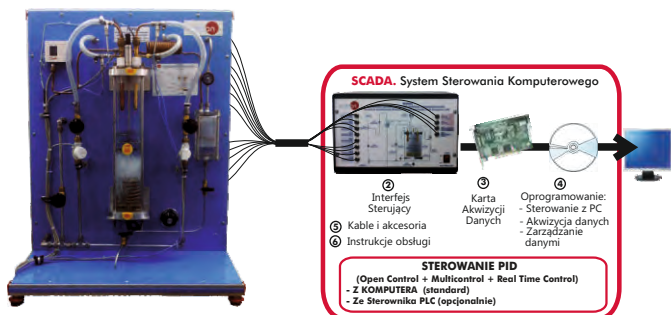 SCADA. System Sterowania Komputerowego
②
Interfejs
Sterujący
③
Karta
Akwizycji
Danych
④
Oprogramowanie:
- Sterowanie z PC
- Akwizycja danych
- Zarządzanie
danymi
⑤ Kable i akcesoria
⑥ Instrukcje obsługi
STEROWANIE PID
(Open Control + Multicontrol + Real Time Control)
- Z KOMPUTERA (standard)
- Ze Sterownika PLC (opcjonalnie)